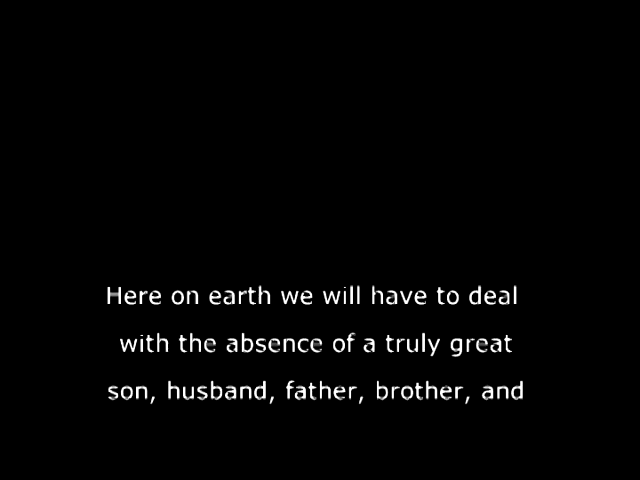 Here on earth we will have to deal
with the absence of a truly great
son, husband, father, brother, and